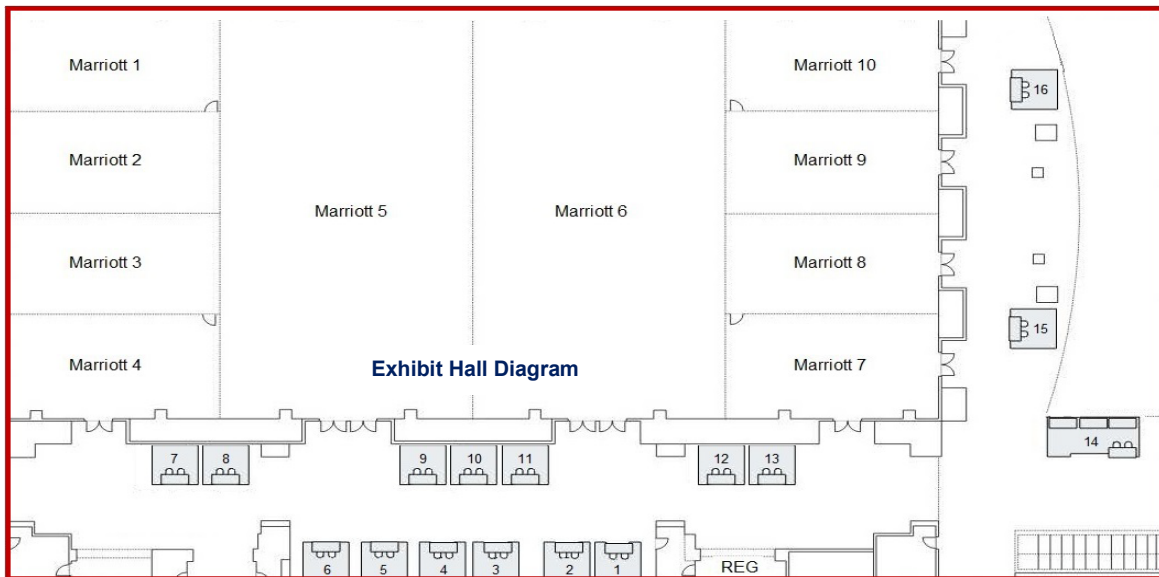 Marriott 1
Marriott 10
16
Marriott 2
Marriott 9
Marriott 5
Marriott 6
Marriott 3
Marriott 8
15
Marriott 4
Exhibit Hall Diagram
Marriott 7
14
7
8
9
10
11
12
13
6
5
4
3
2
1
REG